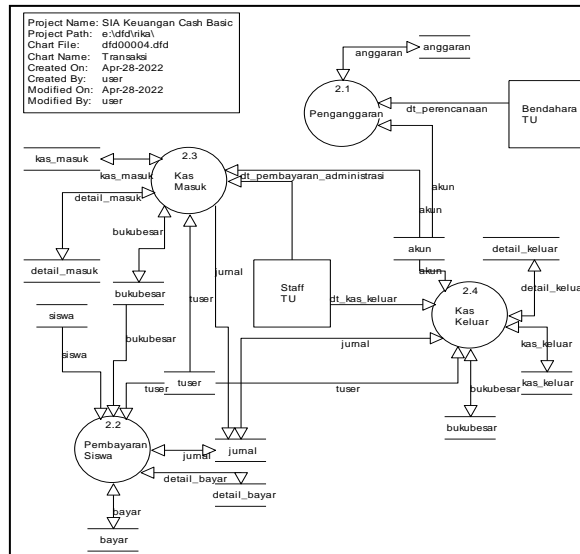 Project Name: SIA Keuangan Cash Basic
Project Path: e:\dfd\rika\
Chart File: dfd00004.dfd
Chart Name: Transaksi
Created On: Apr-28-2022
Created By: user
Modified On: Apr-28-2022
Modified By: user
anggaran
anggaran
2.1
Penganggaran
dt_perencanaan
Bendahara
TU
kas_masuk
kas_masuk
2.3
Kas
Masuk
dt_pembayaran_administrasi
detail_masuk
akun
bukubesar
jurnal
akun
detail_keluar
detail_masuk
akun
bukubesar
tuser
Staff
TU
dt_kas_keluar
2.4
Kas
Keluar
detail_keluar
siswa
bukubesar
siswa
jurnal
kas_keluar
tuser
tuser
tuser
bukubesar
kas_keluar
2.2
Pembayaran
Siswa
jurnal
jurnal
bukubesar
detail_bayar
detail_bayar
bayar
bayar